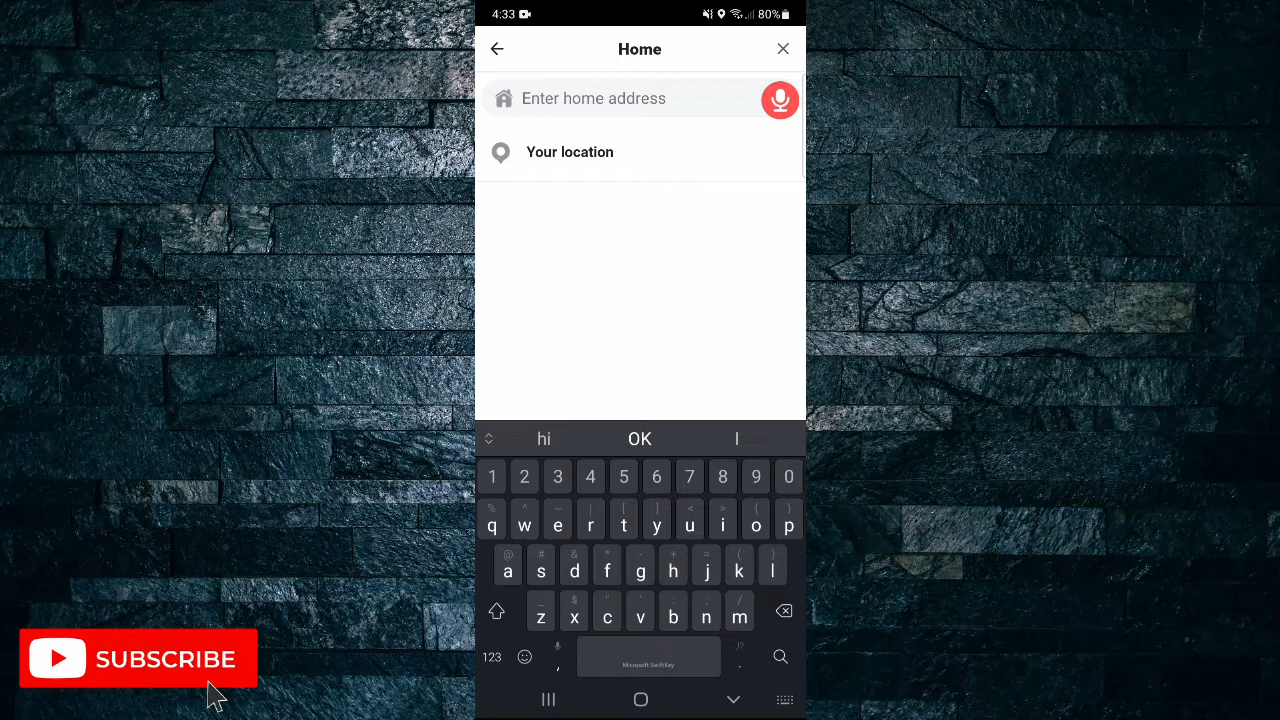 4:33 80%
Home
Enter home address
Your location
hi OK I
1 2 3 4 5 6 7 8 9 0
% ^ ~ | [ ] < > { }
q w e r t y u i o p
@ # & * - + = ( )
a s d f g h j k l
_ $ " ' : ; /
z x c v b n m
123 , Microsoft SwiftKey !? .
SUBSCRIBE